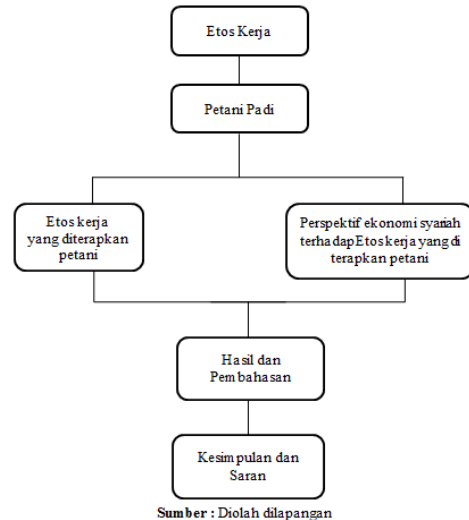 Etos Kerja
Petani Padi
Etos kerja
yang diterapkan
petani
Perspektif ekonomi syariah
terhadap Etos kerja yang di
terapkan petani
Hasil dan
Pembahasan
Kesimpulan dan
Saran
Sumber : Diolah dilapangan